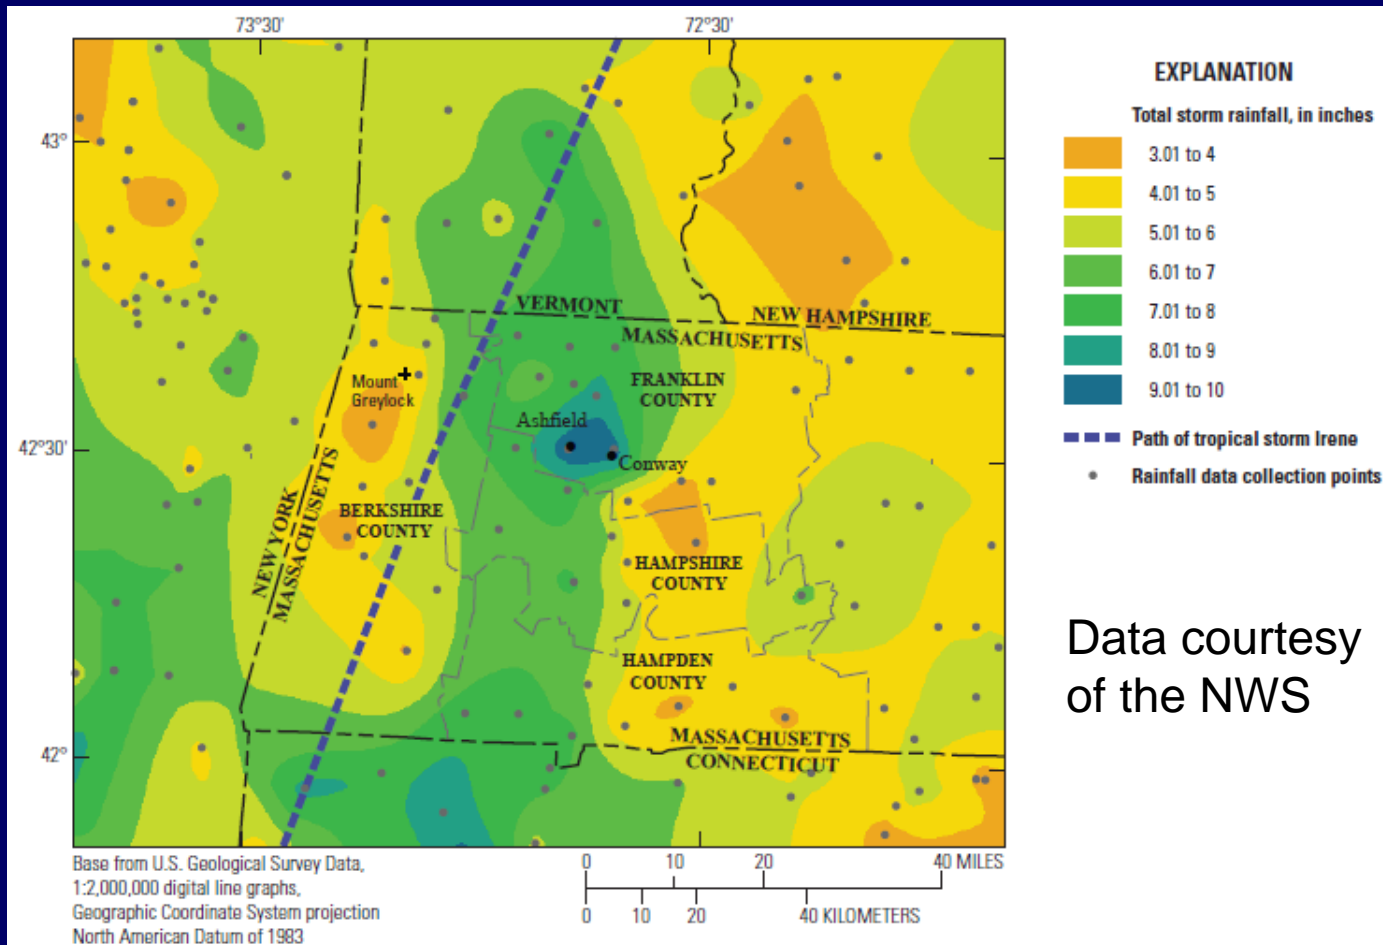 73°30'
72°30'
43°
42°30'
42°
VERMONT
NEW HAMPSHIRE
MASSACHUSETTS
Mount
Greylock
FRANKLIN
COUNTY
Ashfield
Conway
NEW YORK
MASSACHUSETTS
BERKSHIRE
COUNTY
HAMPSHIRE
COUNTY
HAMPDEN
COUNTY
MASSACHUSETTS
CONNECTICUT
EXPLANATION
Total storm rainfall, in inches
3.01 to 4
4.01 to 5
5.01 to 6
6.01 to 7
7.01 to 8
8.01 to 9
9.01 to 10
Path of tropical storm Irene
Rainfall data collection points
Data courtesy
of the NWS
Base from U.S. Geological Survey Data,
1:2,000,000 digital line graphs,
Geographic Coordinate System projection
North American Datum of 1983
0 10 20 40 MILES
0 10 20 40 KILOMETERS